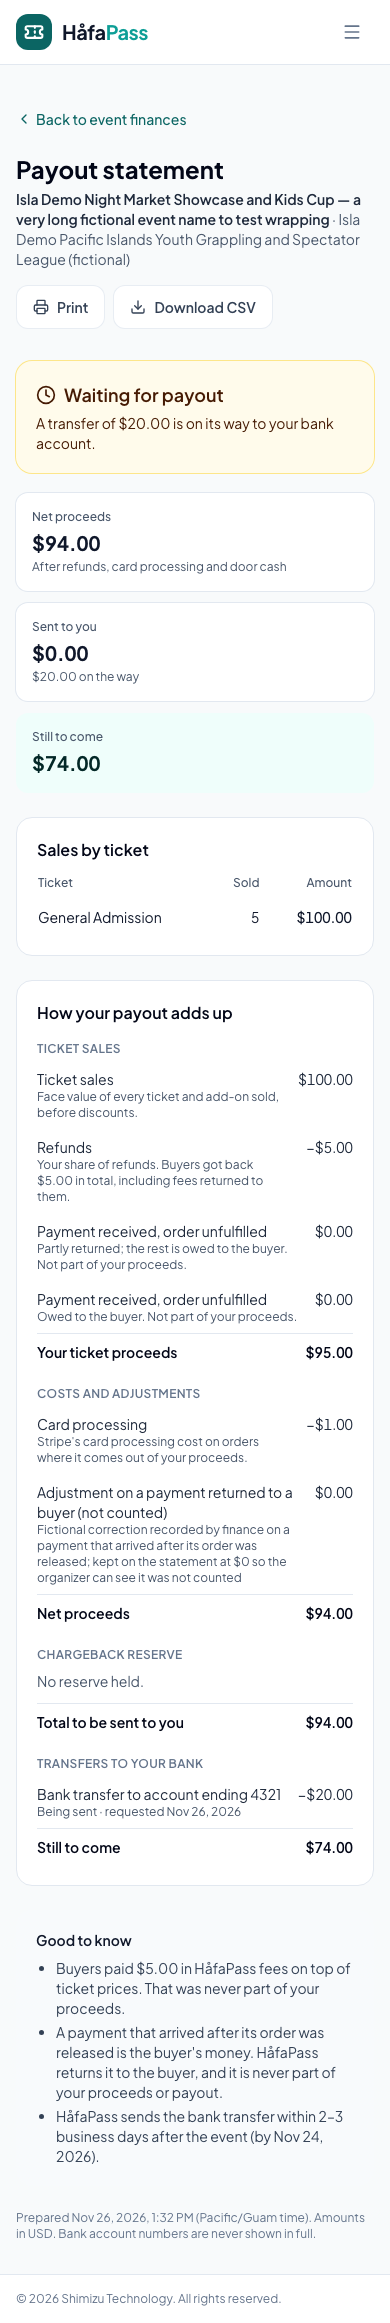 HåfaPass
Back to event finances
Payout statement
Isla Demo Night Market Showcase and Kids Cup — a
very long fictional event name to test wrapping · Isla
Demo Pacific Islands Youth Grappling and Spectator
League (fictional)
Print
Download CSV
Waiting for payout
A transfer of $20.00 is on its way to your bank
account.
Net proceeds
$94.00
After refunds, card processing and door cash
Sent to you
$0.00
$20.00 on the way
Still to come
$74.00
Sales by ticket
Ticket Sold Amount
General Admission 5 $100.00
How your payout adds up
TICKET SALES
Ticket sales $100.00
Face value of every ticket and add-on sold,
before discounts.
Refunds −$5.00
Your share of refunds. Buyers got back
$5.00 in total, including fees returned to
them.
Payment received, order unfulfilled $0.00
Partly returned; the rest is owed to the buyer.
Not part of your proceeds.
Payment received, order unfulfilled $0.00
Owed to the buyer. Not part of your proceeds.
Your ticket proceeds $95.00
COSTS AND ADJUSTMENTS
Card processing −$1.00
Stripe's card processing cost on orders
where it comes out of your proceeds.
Adjustment on a payment returned to a $0.00
buyer (not counted)
Fictional correction recorded by finance on a
payment that arrived after its order was
released; kept on the statement at $0 so the
organizer can see it was not counted
Net proceeds $94.00
CHARGEBACK RESERVE
No reserve held.
Total to be sent to you $94.00
TRANSFERS TO YOUR BANK
Bank transfer to account ending 4321 −$20.00
Being sent · requested Nov 26, 2026
Still to come $74.00
Good to know
• Buyers paid $5.00 in HåfaPass fees on top of
ticket prices. That was never part of your
proceeds.
• A payment that arrived after its order was
released is the buyer's money. HåfaPass
returns it to the buyer, and it is never part of
your proceeds or payout.
• HåfaPass sends the bank transfer within 2–3
business days after the event (by Nov 24,
2026).
Prepared Nov 26, 2026, 1:32 PM (Pacific/Guam time). Amounts
in USD. Bank account numbers are never shown in full.
© 2026 Shimizu Technology. All rights reserved.